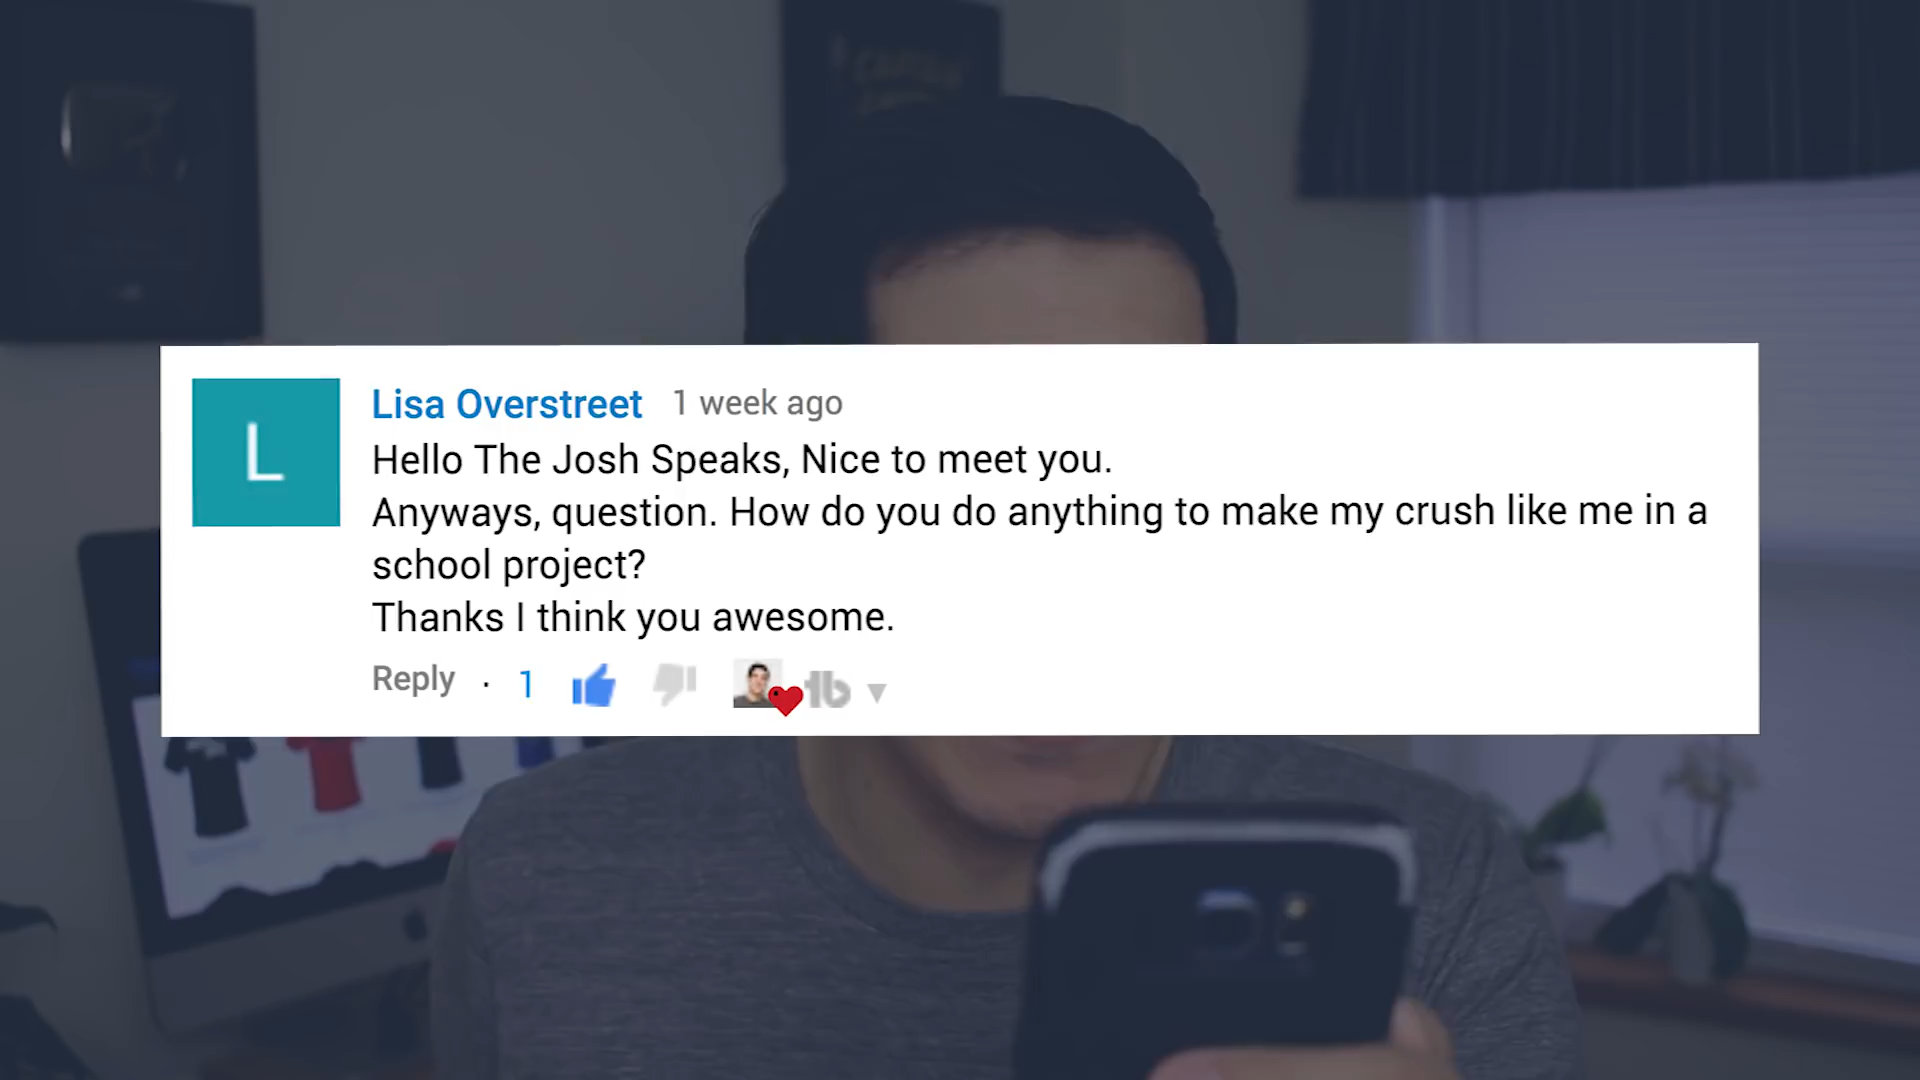 L
Lisa Overstreet 1 week ago
Hello The Josh Speaks, Nice to meet you.
Anyways, question. How do you do anything to make my crush like me in a
school project?
Thanks I think you awesome.
Reply · 1
tb